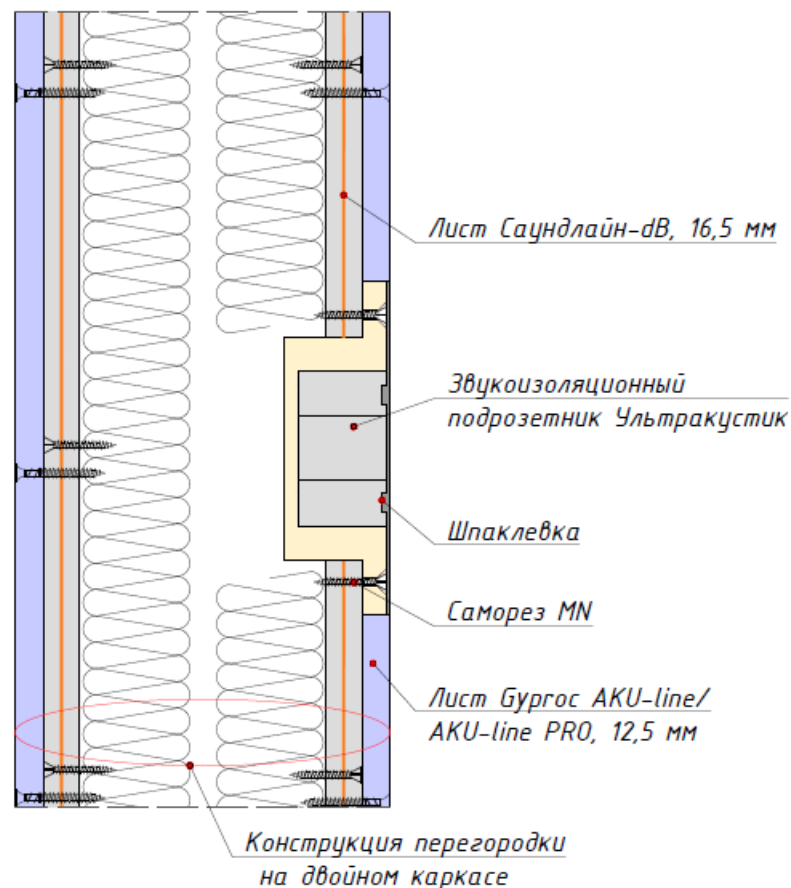 Лист Саундлайн-dB, 16,5 мм
Звукоизоляционный
подрозетник Ультракустик
Шпаклевка
Саморез MN
Лист Gyproc AKU-line/
AKU-line PRO, 12,5 мм
Конструкция перегородки
на двойном каркасе